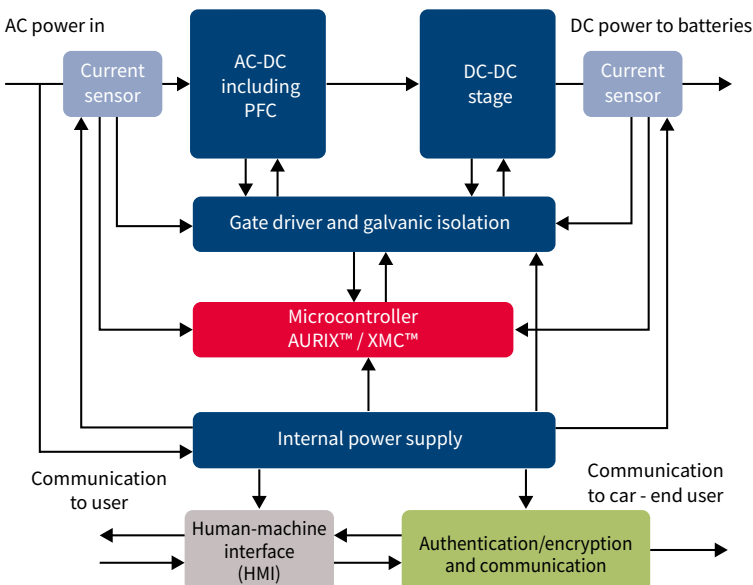 AC power in
DC power to batteries
Current
sensor
AC-DC
including
PFC
DC-DC
stage
Current
sensor
Gate driver and galvanic isolation
Microcontroller
AURIX™ / XMC™
Internal power supply
Communication
to user
Communication
to car - end user
Human-machine
interface
(HMI)
Authentication/encryption
and communication